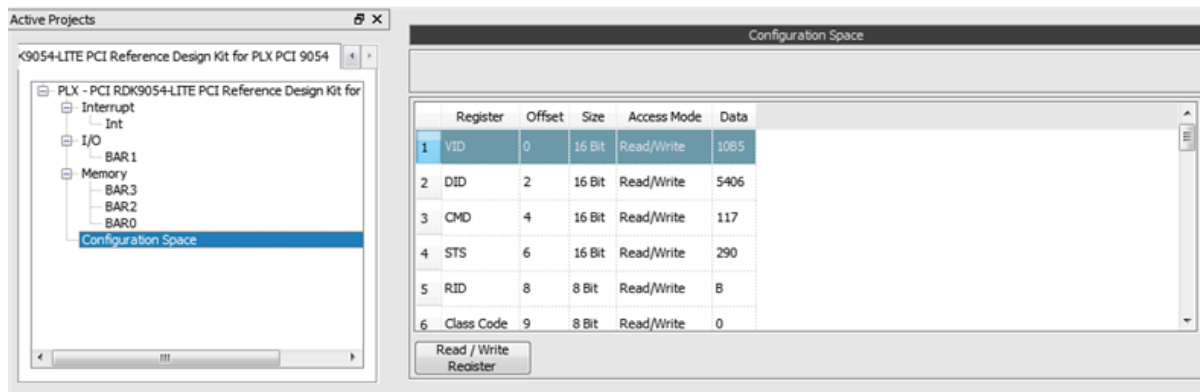 Active Projects
K9054-LITE PCI Reference Design Kit for PLX PCI 9054
PLX - PCI RDK9054-LITE PCI Reference Design Kit for
Interrupt
Int
I/O
BAR1
Memory
BAR3
BAR2
BAR0
Configuration Space
Configuration Space
Register Offset Size Access Mode Data
1 VID 0 16 Bit Read/Write 10B5
2 DID 2 16 Bit Read/Write 5406
3 CMD 4 16 Bit Read/Write 117
4 STS 6 16 Bit Read/Write 290
5 RID 8 8 Bit Read/Write B
6 Class Code 9 8 Bit Read/Write 0
Read / Write
Register